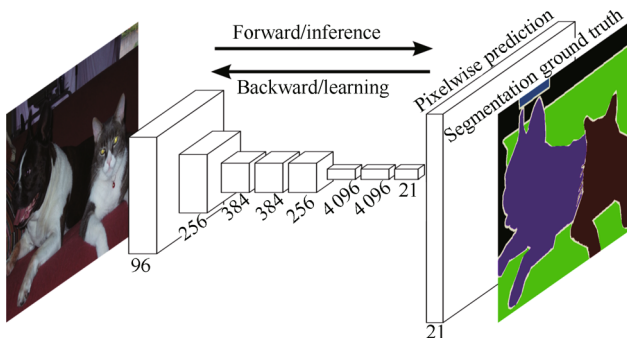 Forward/inference
Backward/learning
Pixelwise prediction
Segmentation ground truth
96
256
384
384
256
4096
4096
21
21